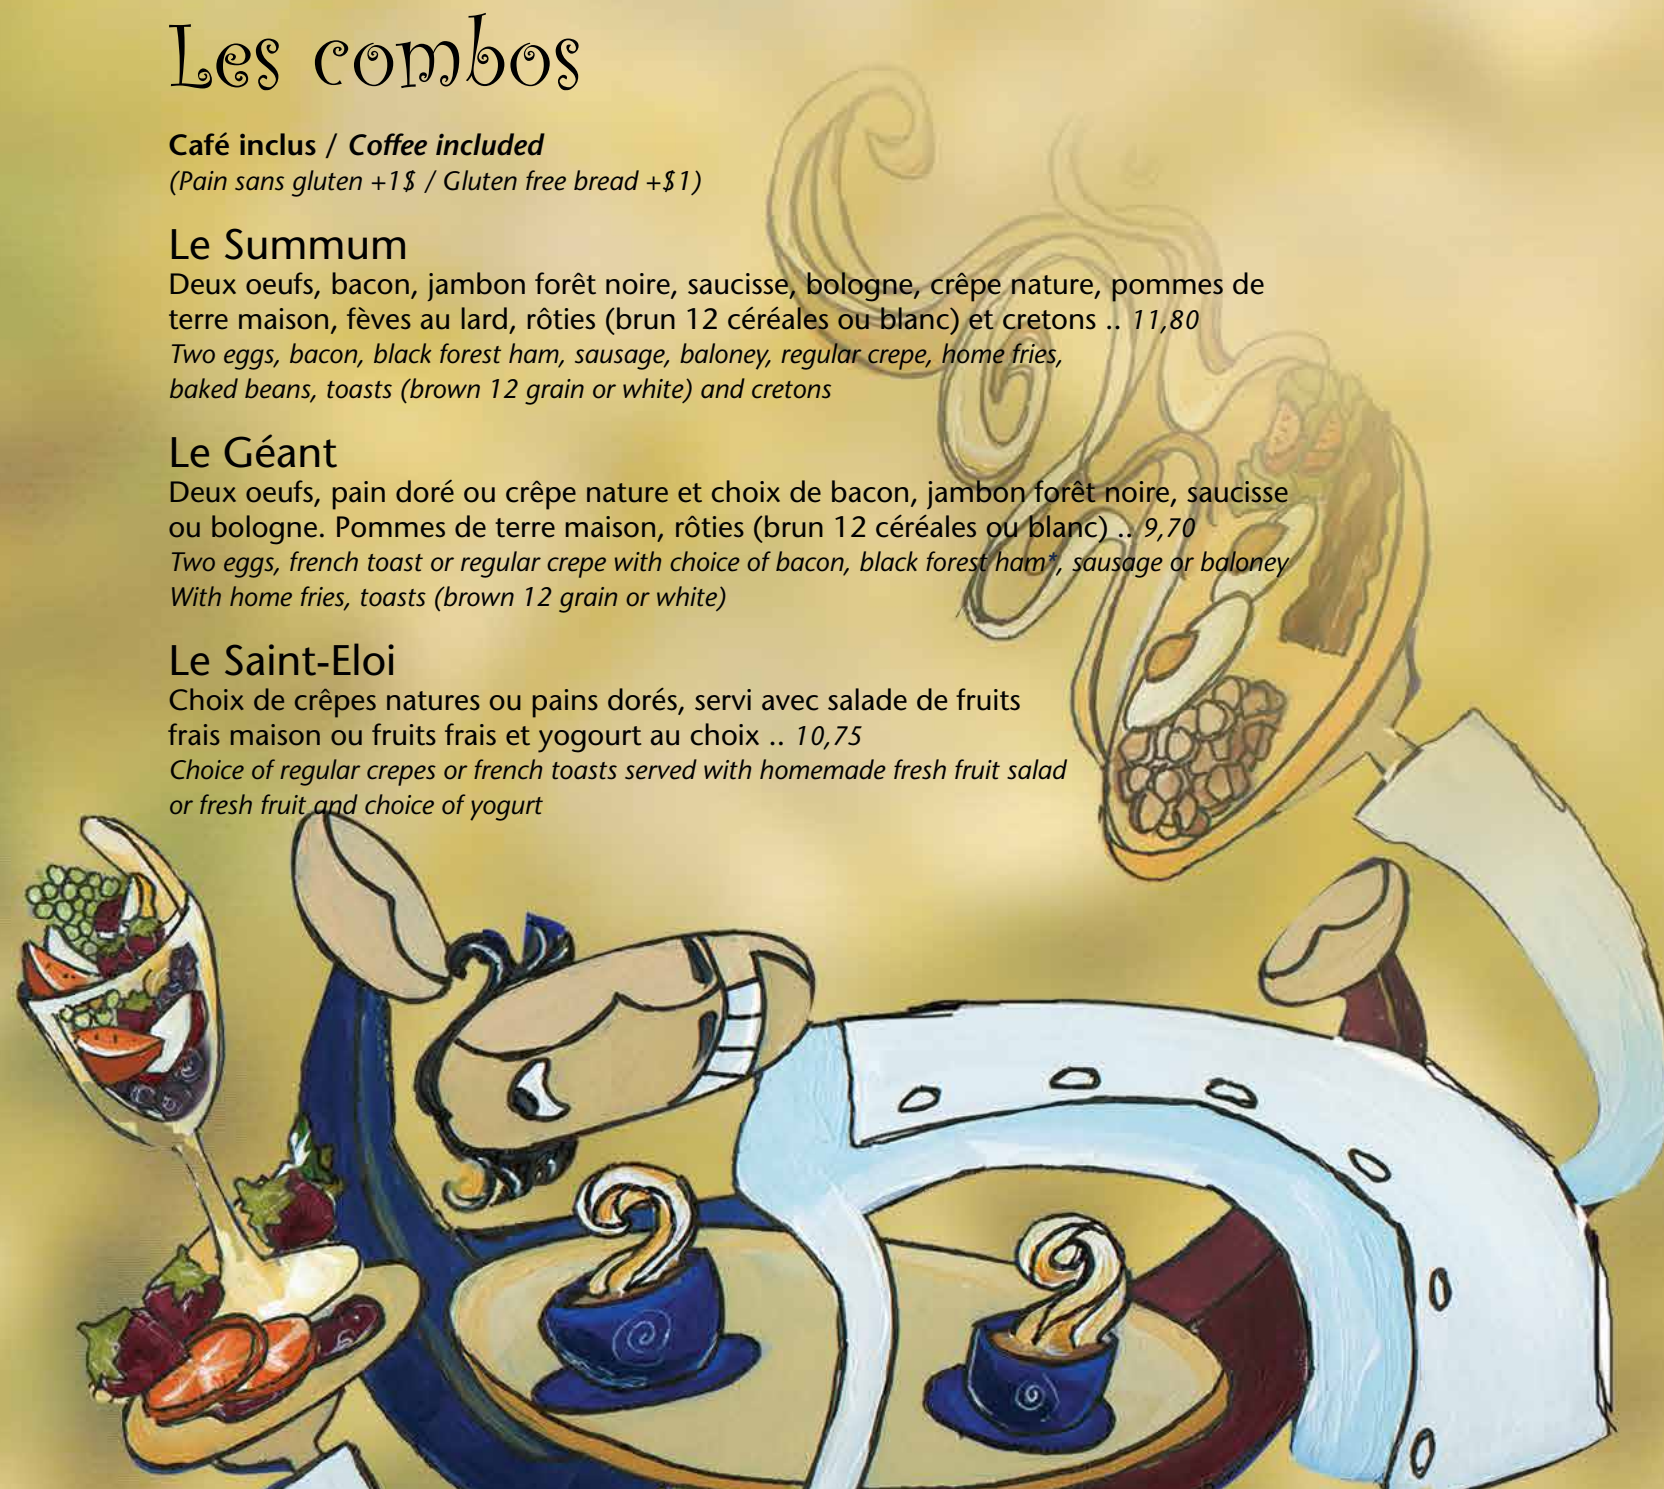 Les combos
Café inclus / Coffee included
(Pain sans gluten +1$ / Gluten free bread +$1)
Le Summum
Deux oeufs, bacon, jambon forêt noire, saucisse, bologne, crêpe nature, pommes de
terre maison, fèves au lard, rôties (brun 12 céréales ou blanc) et cretons .. 11,80
Two eggs, bacon, black forest ham, sausage, baloney, regular crepe, home fries,
baked beans, toasts (brown 12 grain or white) and cretons
Le Géant
Deux oeufs, pain doré ou crêpe nature et choix de bacon, jambon forêt noire, saucisse
ou bologne. Pommes de terre maison, rôties (brun 12 céréales ou blanc) .. 9,70
Two eggs, french toast or regular crepe with choice of bacon, black forest ham*, sausage or baloney
With home fries, toasts (brown 12 grain or white)
Le Saint-Eloi
Choix de crêpes natures ou pains dorés, servi avec salade de fruits
frais maison ou fruits frais et yogourt au choix .. 10,75
Choice of regular crepes or french toasts served with homemade fresh fruit salad
or fresh fruit and choice of yogurt